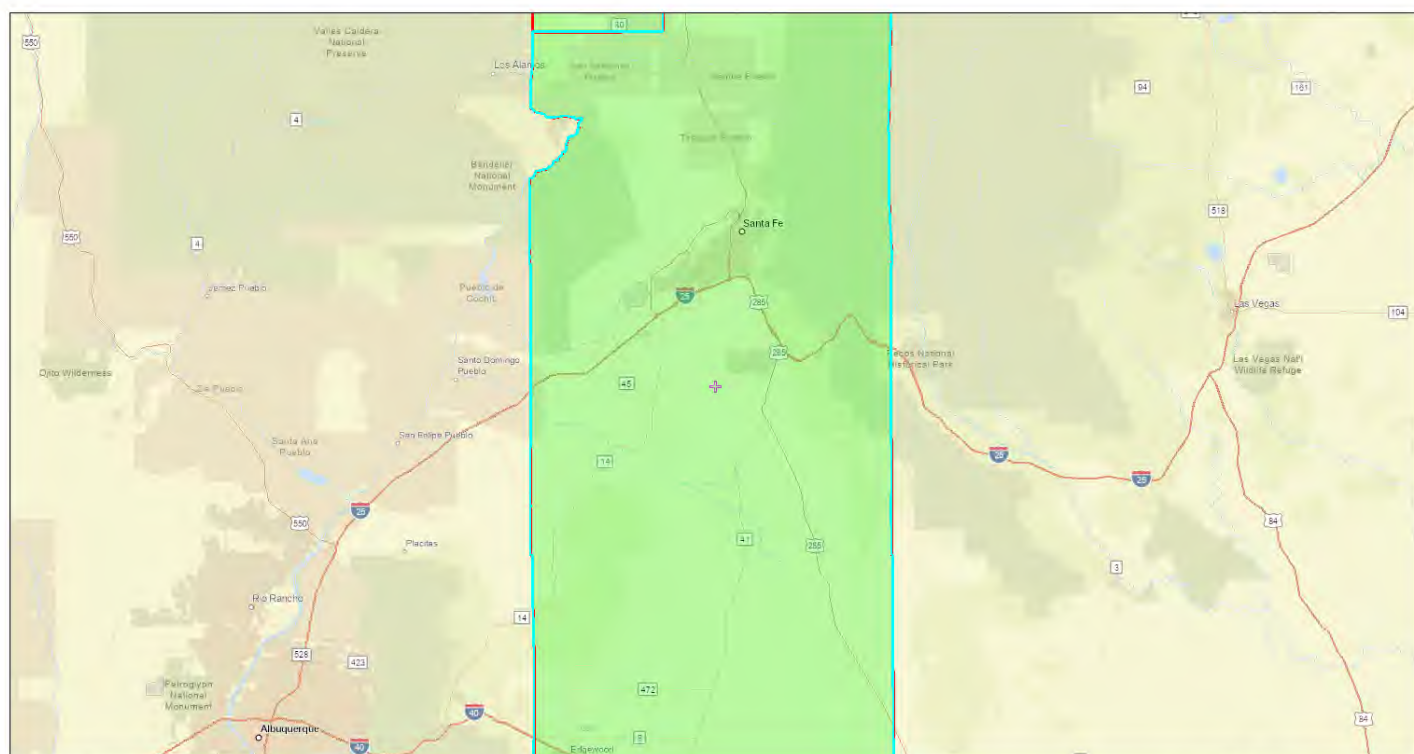 30
550
Valles Caldera
National
Preserve
Los Alamos
94
161
4
Tesuque Pueblo
Bandelier
National
Monument
518
Santa Fe
550
4
Jemez Pueblo
Pueblo de
Cochiti
25
285
Las Vegas
104
285
Pecos National
Historical Park
Las Vegas Nat'l
Wildlife Refuge
Santo Domingo
Pueblo
Ojito Wilderness
45
Zia Pueblo
San Felipe Pueblo
Santa Ana
Pueblo
14
25
25
25
550
84
41
285
Placitas
3
Rio Rancho
14
528
423
Petroglyph
National
Monument
472
40
84
Albuquerque
40
Edgewood